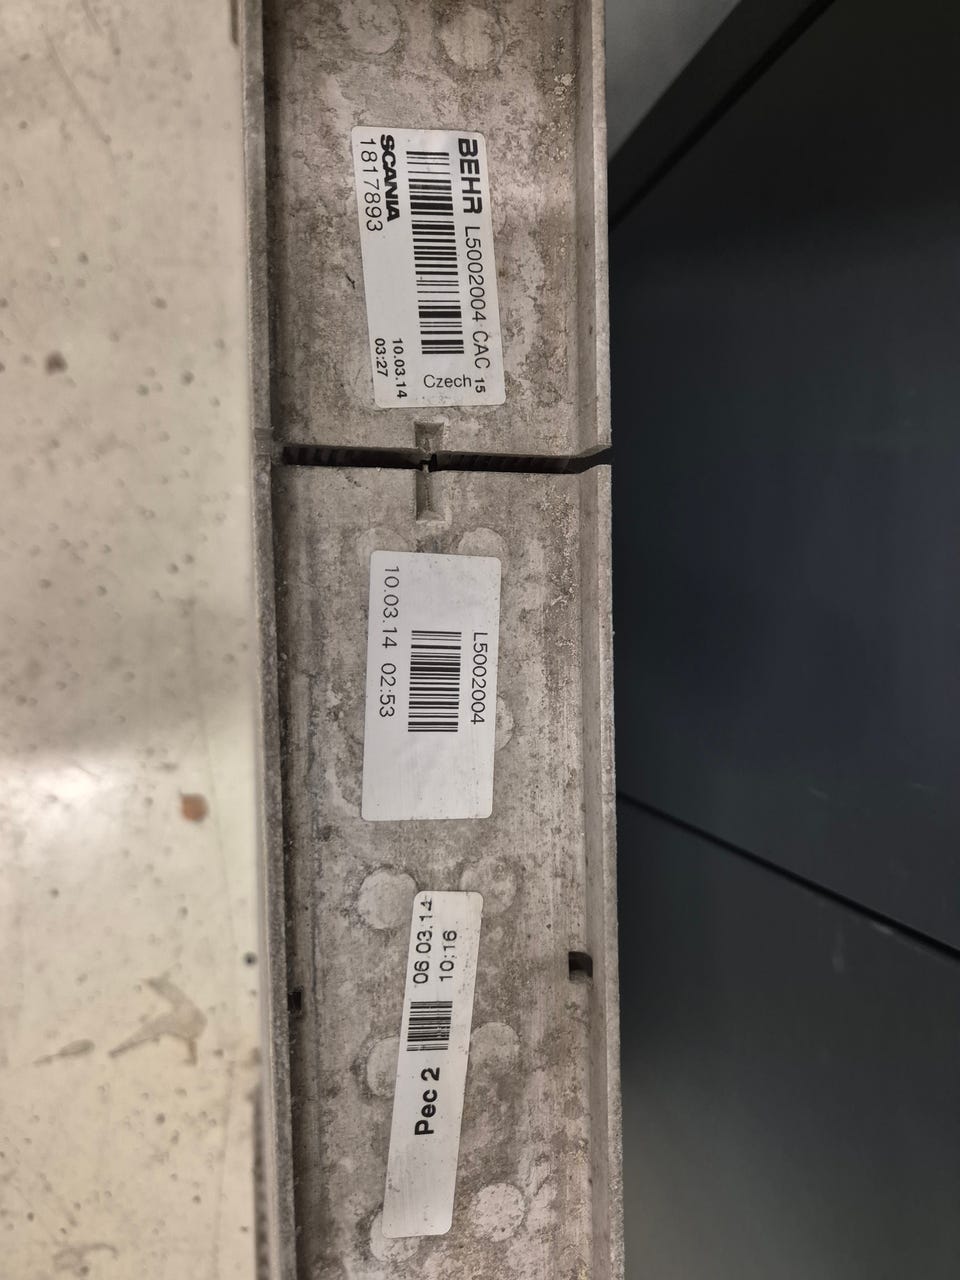 BEHR L5002004 CAC 15
Czech
SCANIA
1817893
10.03.14
03:27
L5002004
10.03.14 02:53
Pec 2
06.03.14
10:16